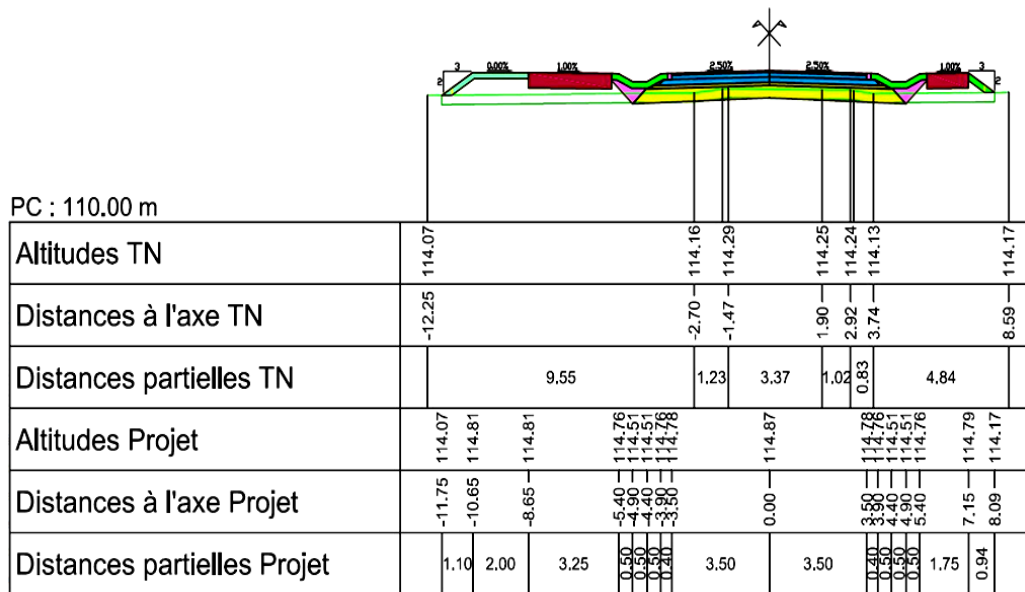 3 0.00% 1.00% 2.50% 2.50% 1.00% 3
2 2
PC : 110.00 m
Altitudes TN 114.07 114.16 114.29 114.25 114.24 114.13 114.17
Distances à l'axe TN -12.25 -2.70 -1.47 1.90 2.92 3.74 8.59
Distances partielles TN 9.55 1.23 3.37 1.02 0.83 4.84
Altitudes Projet 114.07 114.81 114.81 114.76 114.51 114.51 114.76 114.78 114.87 114.78 114.76 114.51 114.51 114.76 114.79 114.17
Distances à l'axe Projet -11.75 -10.65 -8.65 -5.40 -4.90 -4.40 -3.90 -3.50 0.00 3.50 3.90 4.40 4.90 5.40 7.15 8.09
Distances partielles Projet 1.10 2.00 3.25 0.50 0.50 0.50 0.40 3.50 3.50 0.40 0.50 0.50 0.50 1.75 0.94